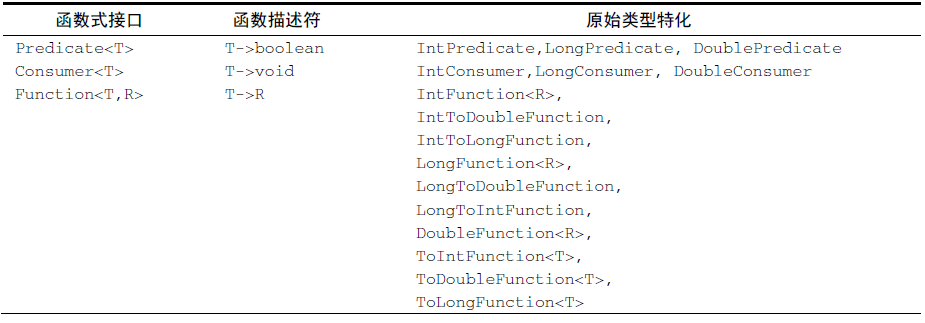 函数式接口 函数描述符 原始类型特化
Predicate<T> T->boolean IntPredicate,LongPredicate, DoublePredicate
Consumer<T> T->void IntConsumer,LongConsumer, DoubleConsumer
Function<T,R> T->R IntFunction<R>,
IntToDoubleFunction,
IntToLongFunction,
LongFunction<R>,
LongToDoubleFunction,
LongToIntFunction,
DoubleFunction<R>,
ToIntFunction<T>,
ToDoubleFunction<T>,
ToLongFunction<T>